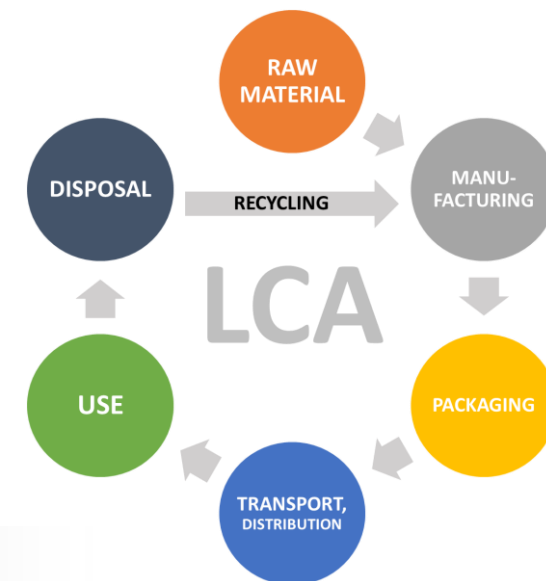 RAW
MATERIAL
MANU-
FACTURING
PACKAGING
TRANSPORT,
DISTRIBUTION
USE
DISPOSAL
RECYCLING
LCA